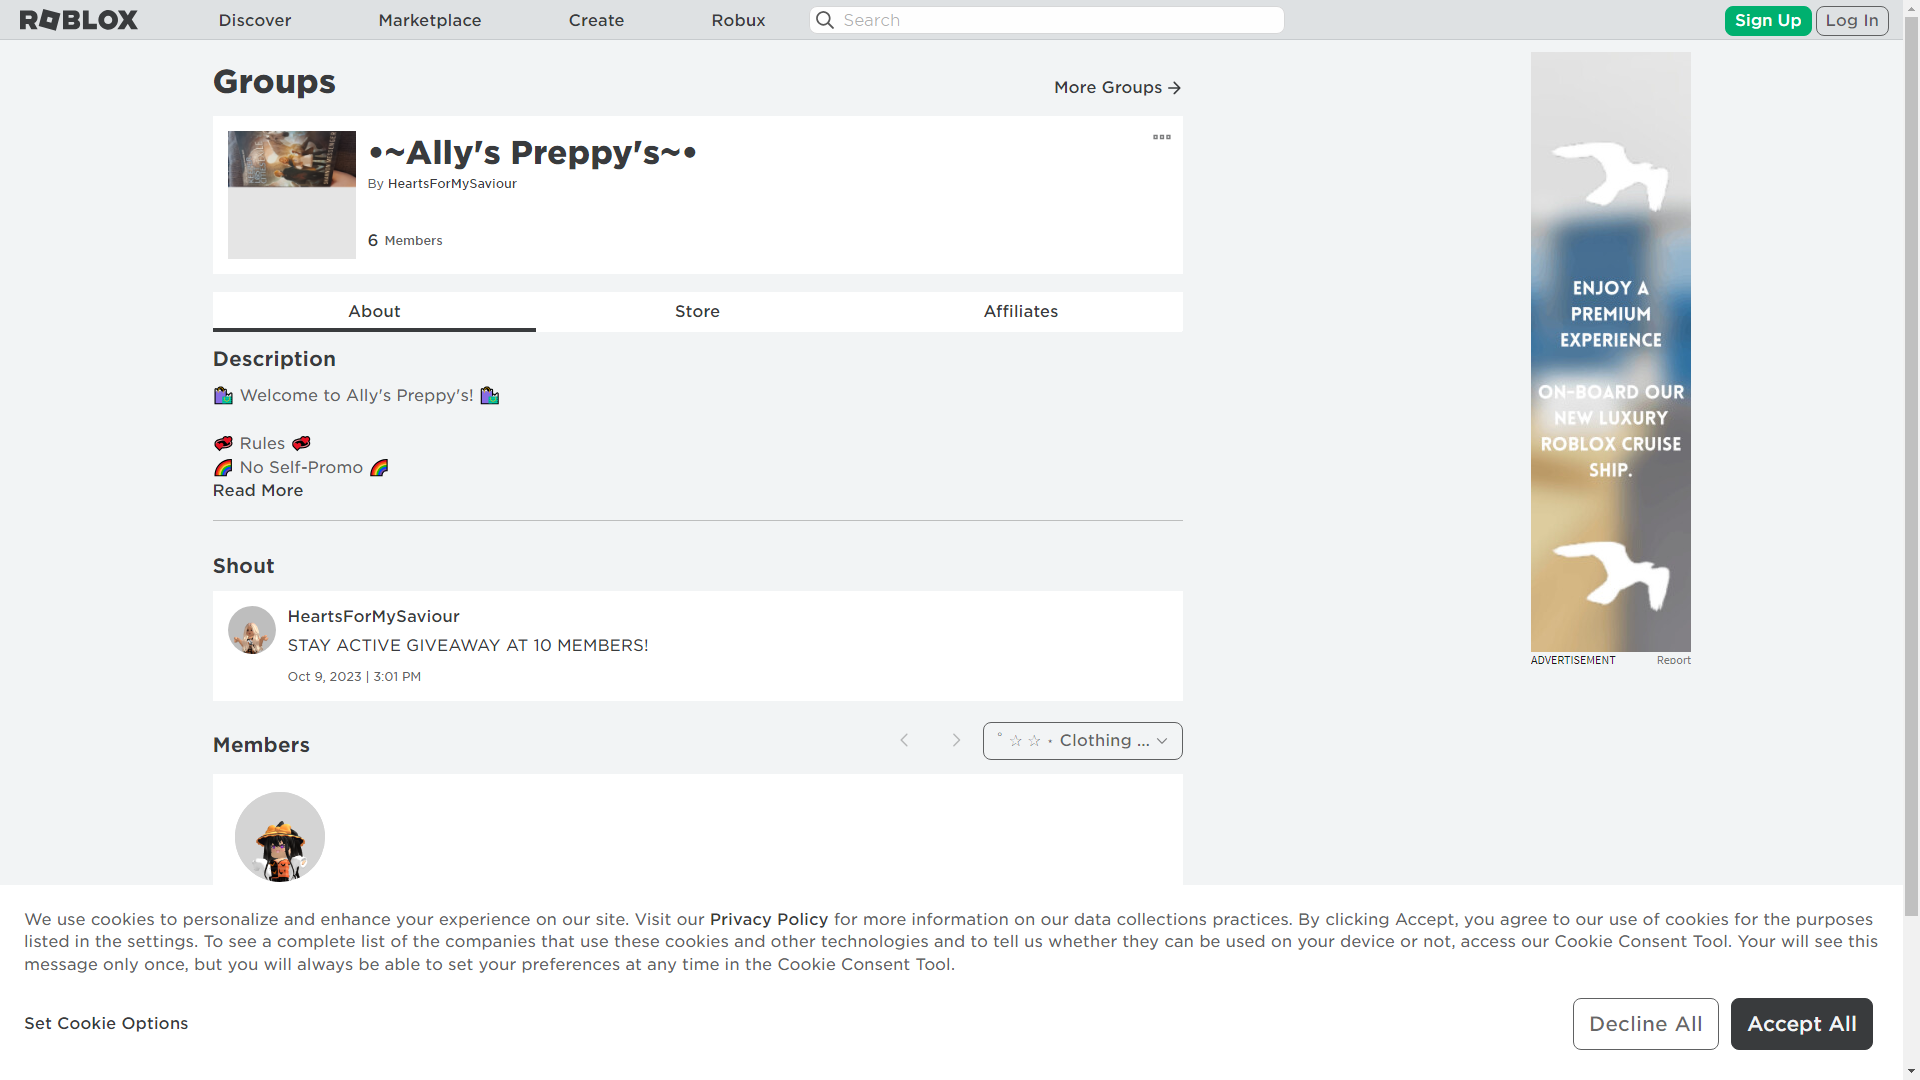 ROBLOX
Discover
Marketplace
Create
Robux
Search
Sign Up
Log In
Groups
More Groups →
•~Ally's Preppy's~•
By HeartsForMySaviour
6 Members
About
Store
Affiliates
Description
🛍️ Welcome to Ally's Preppy's! 🛍️
💋 Rules 💋
🌈 No Self-Promo 🌈
Read More
Shout
HeartsForMySaviour
STAY ACTIVE GIVEAWAY AT 10 MEMBERS!
Oct 9, 2023 | 3:01 PM
Members
˚ ☆ ☆ · Clothing ...
ENJOY A
PREMIUM
EXPERIENCE
ON-BOARD OUR
NEW LUXURY
ROBLOX CRUISE
SHIP.
ADVERTISEMENT
Report
We use cookies to personalize and enhance your experience on our site. Visit our Privacy Policy for more information on our data collections practices. By clicking Accept, you agree to our use of cookies for the purposes
listed in the settings. To see a complete list of the companies that use these cookies and other technologies and to tell us whether they can be used on your device or not, access our Cookie Consent Tool. Your will see this
message only once, but you will always be able to set your preferences at any time in the Cookie Consent Tool.
Set Cookie Options
Decline All
Accept All